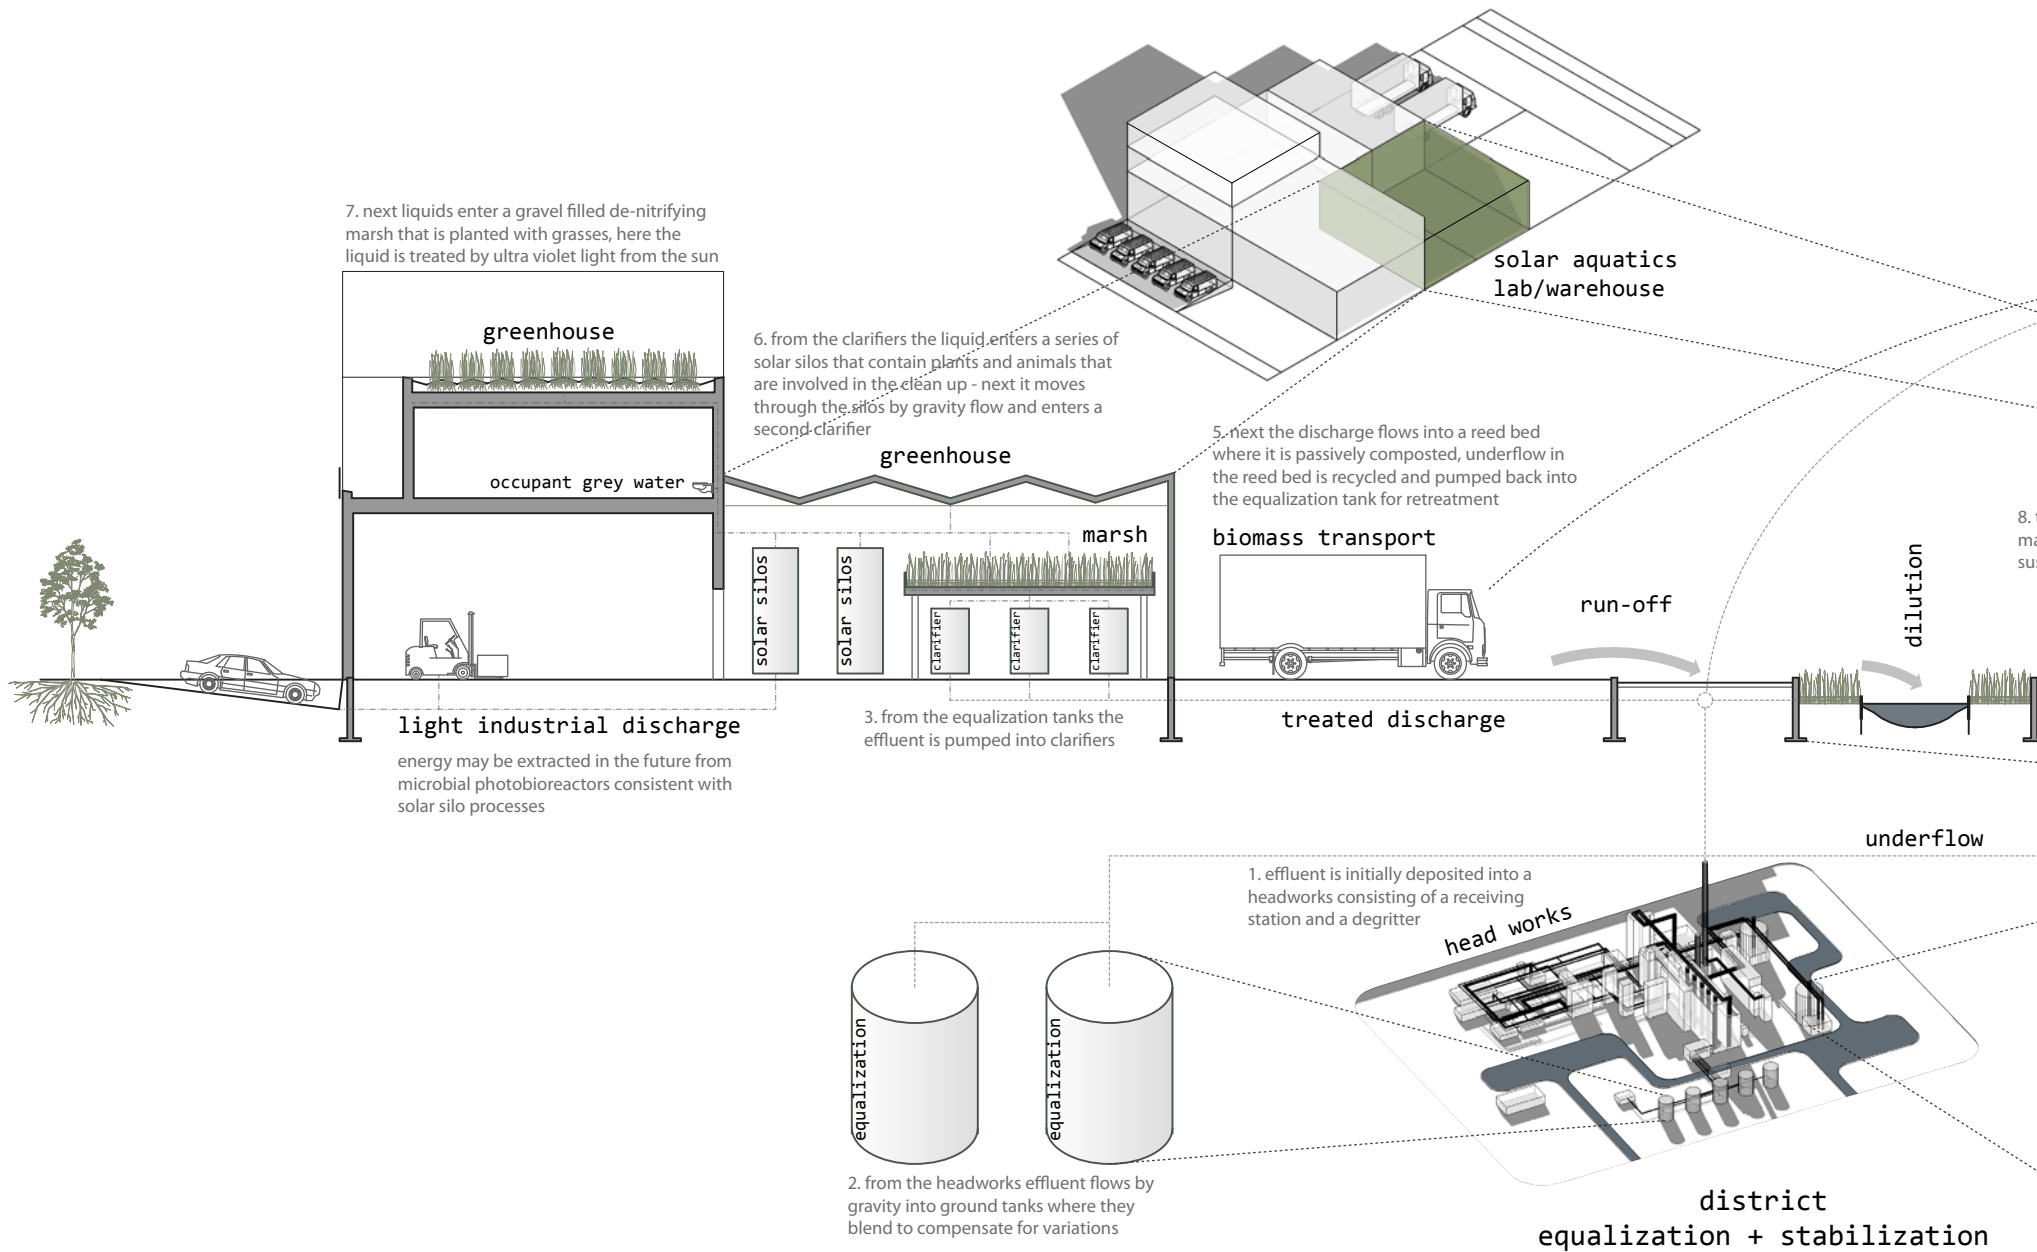 solar aquatics
lab/warehouse
7. next liquids enter a gravel filled de-nitrifying
marsh that is planted with grasses, here the
liquid is treated by ultra violet light from the sun
greenhouse
6. from the clarifiers the liquid enters a series of
solar silos that contain plants and animals that
are involved in the clean up - next it moves
through the silos by gravity flow and enters a
second clarifier
greenhouse
occupant grey water
5. next the discharge flows into a reed bed
where it is passively composted, underflow in
the reed bed is recycled and pumped back into
the equalization tank for retreatment
marsh
biomass transport
solar silos
solar silos
clarifier
clarifier
clarifier
run-off
dilution
8. t
ma
sus
light industrial discharge
energy may be extracted in the future from
microbial photobioreactors consistent with
solar silo processes
3. from the equalization tanks the
effluent is pumped into clarifiers
treated discharge
underflow
1. effluent is initially deposited into a
headworks consisting of a receiving
station and a degritter
head works
equalization
equalization
2. from the headworks effluent flows by
gravity into ground tanks where they
blend to compensate for variations
district
equalization + stabilization